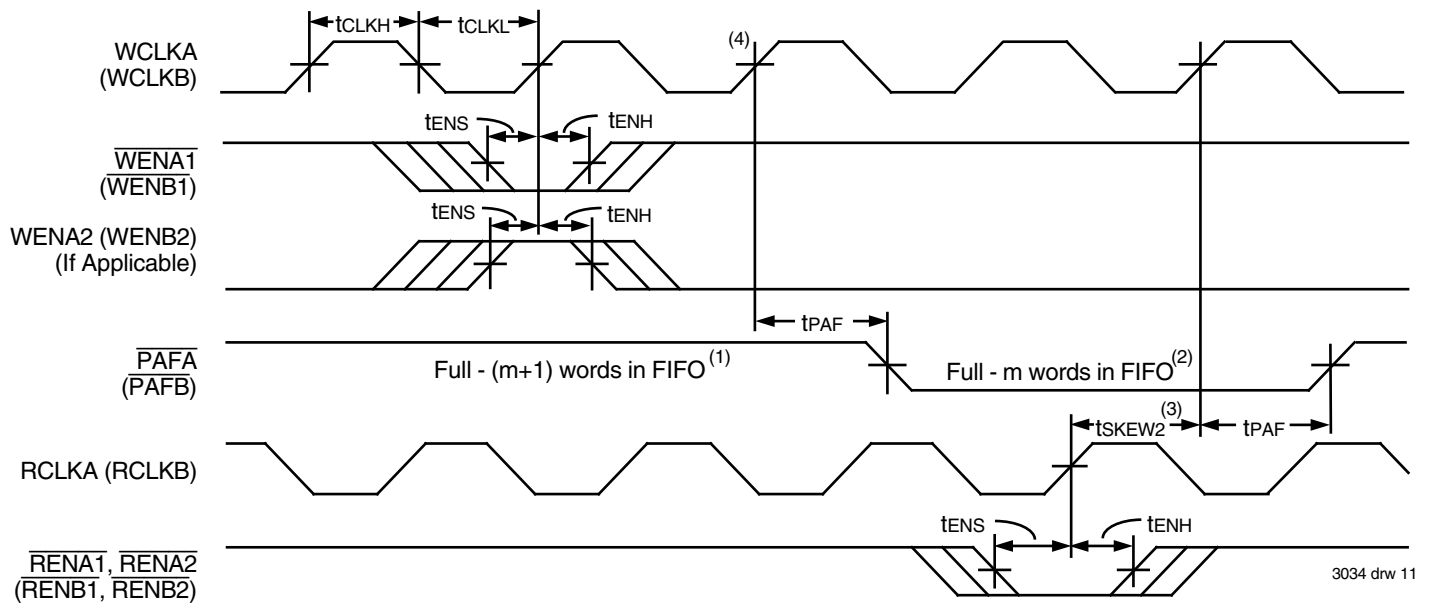 tCLKH tCLKL
WCLKA
(WCLKB)
(4)
tENS tENH
WENA1
(WENB1)
tENS tENH
WENA2 (WENB2)
(If Applicable)
tPAF
PAFA
(PAFB)
Full - (m+1) words in FIFO(1)
Full - m words in FIFO(2)
(3)
tSKEW2 tPAF
RCLKA (RCLKB)
tENS tENH
RENA1, RENA2
(RENB1, RENB2)
3034 drw 11